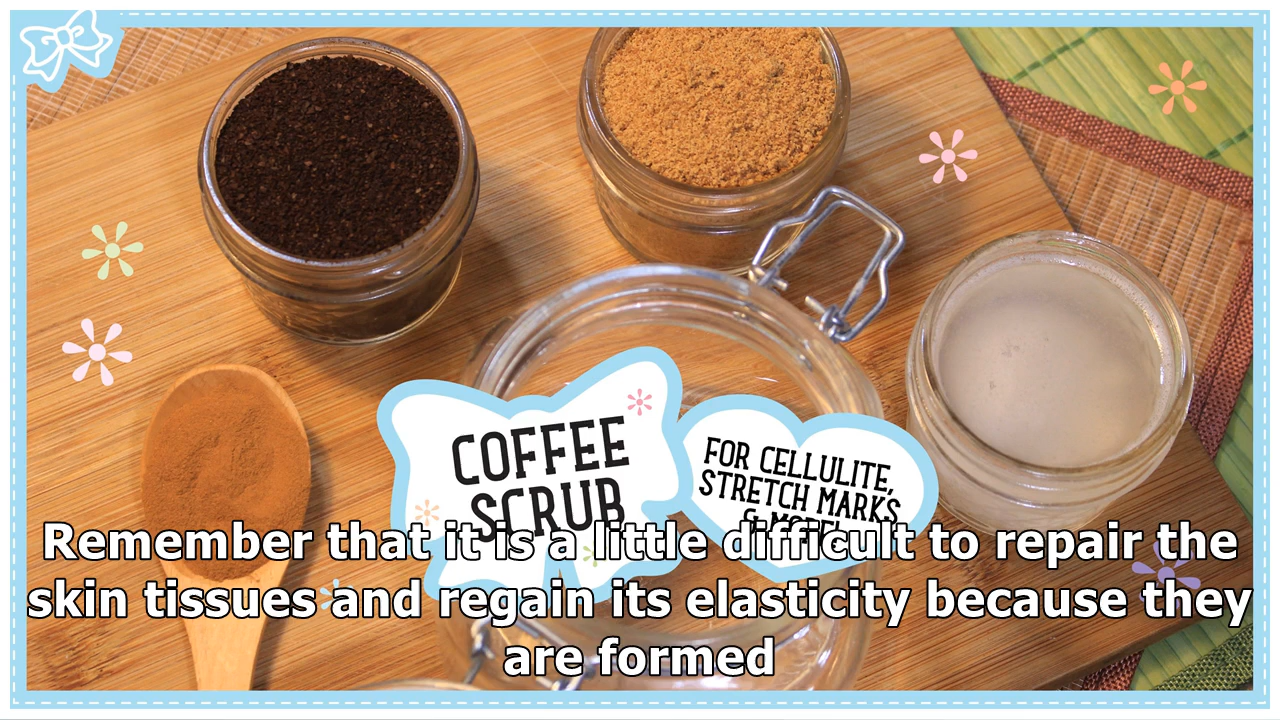 COFFEE
SCRUB
FOR CELLULITE,
STRETCH MARKS
& MORE!
Remember that it is a little difficult to repair the
skin tissues and regain its elasticity because they
are formed